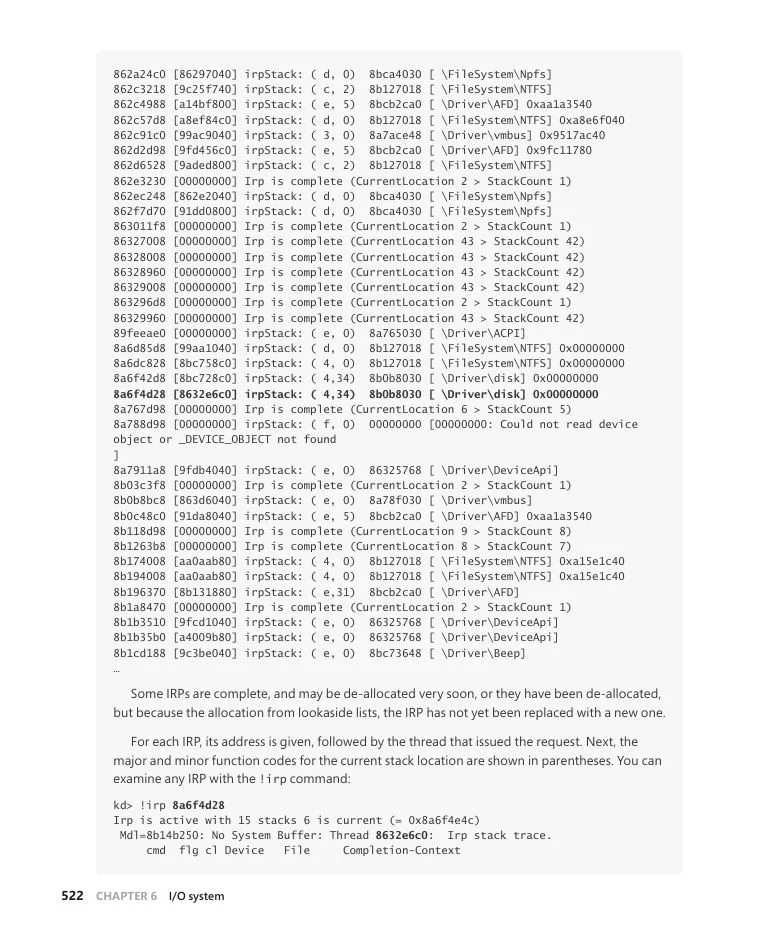 862a24c0 [86297040] irpStack: ( d, 0)  8bca4030 [ \FileSystem\Npfs]
862c3218 [9c25f740] irpStack: ( c, 2)  8b127018 [ \FileSystem\NTFS]
862c4988 [a14bf800] irpStack: ( e, 5)  8bcb2ca0 [ \Driver\AFD] 0xaa1a3540
862c57d8 [a8ef84c0] irpStack: ( d, 0)  8b127018 [ \FileSystem\NTFS] 0xa8e6f040
862c91c0 [99ac9040] irpStack: ( 3, 0)  8a7ace48 [ \Driver\vmbus] 0x9517ac40
862d2d98 [9fd456c0] irpStack: ( e, 5)  8bcb2ca0 [ \Driver\AFD] 0x9fc11780
862d6528 [9aded800] irpStack: ( c, 2)  8b127018 [ \FileSystem\NTFS]
862e3230 [00000000] Irp is complete (CurrentLocation 2 > StackCount 1)
862ec248 [862e2040] irpStack: ( d, 0)  8bca4030 [ \FileSystem\Npfs]
862f7d70 [91dd0800] irpStack: ( d, 0)  8bca4030 [ \FileSystem\Npfs]
863011f8 [00000000] Irp is complete (CurrentLocation 2 > StackCount 1)
86327008 [00000000] Irp is complete (CurrentLocation 43 > StackCount 42)
86328008 [00000000] Irp is complete (CurrentLocation 43 > StackCount 42)
86328960 [00000000] Irp is complete (CurrentLocation 43 > StackCount 42)
86329008 [00000000] Irp is complete (CurrentLocation 43 > StackCount 42)
863296d8 [00000000] Irp is complete (CurrentLocation 2 > StackCount 1)
86329960 [00000000] Irp is complete (CurrentLocation 43 > StackCount 42)
89feeae0 [00000000] irpStack: ( e, 0)  8a765030 [ \Driver\ACPI]
8a6d85d8 [99aa1040] irpStack: ( d, 0)  8b127018 [ \FileSystem\NTFS] 0x00000000
8a6dc828 [8bc758c0] irpStack: ( 4, 0)  8b127018 [ \FileSystem\NTFS] 0x00000000
8a6f42d8 [8bc728c0] irpStack: ( 4,34)  8b0b8030 [ \Driver\disk] 0x00000000
8a6f4d28 [8632e6c0] irpStack: ( 4,34)  8b0b8030 [ \Driver\disk] 0x00000000
8a767d98 [00000000] Irp is complete (CurrentLocation 6 > StackCount 5)
8a788d98 [00000000] irpStack: ( f, 0)  00000000 [00000000: Could not read device
object or _DEVICE_OBJECT not found
]
8a7911a8 [9fdb4040] irpStack: ( e, 0)  86325768 [ \Driver\DeviceApi]
8b03c3f8 [00000000] Irp is complete (CurrentLocation 2 > StackCount 1)
8b0b8bc8 [863d6040] irpStack: ( e, 0)  8a78f030 [ \Driver\vmbus]
8b0c48c0 [91da8040] irpStack: ( e, 5)  8bcb2ca0 [ \Driver\AFD] 0xaa1a3540
8b118d98 [00000000] Irp is complete (CurrentLocation 9 > StackCount 8)
8b1263b8 [00000000] Irp is complete (CurrentLocation 8 > StackCount 7)
8b174008 [aa0aab80] irpStack: ( 4, 0)  8b127018 [ \FileSystem\NTFS] 0xa15e1c40
8b194008 [aa0aab80] irpStack: ( 4, 0)  8b127018 [ \FileSystem\NTFS] 0xa15e1c40
8b196370 [8b131880] irpStack: ( e,31)  8bcb2ca0 [ \Driver\AFD]
8b1a8470 [00000000] Irp is complete (CurrentLocation 2 > StackCount 1)
8b1b3510 [9fcd1040] irpStack: ( e, 0)  86325768 [ \Driver\DeviceApi]
8b1b35b0 [a4009b80] irpStack: ( e, 0)  86325768 [ \Driver\DeviceApi]
8b1cd188 [9c3be040] irpStack: ( e, 0)  8bc73648 [ \Driver\Beep]
…
Some IRPs are complete, and may be de-allocated very soon, or they have been de-allocated,
but because the allocation from lookaside lists, the IRP has not yet been replaced with a new one.
For each IRP, its address is given, followed by the thread that issued the request. Next, the
major and minor function codes for the current stack location are shown in parentheses. You can
examine any IRP with the !irp command:
kd> !irp 8a6f4d28
Irp is active with 15 stacks 6 is current (= 0x8a6f4e4c)
Mdl=8b14b250: No System Buffer: Thread 8632e6c0:  Irp stack trace.
cmd  flg cl Device   File     Completion-Context
522 CHAPTER 6 I/O system